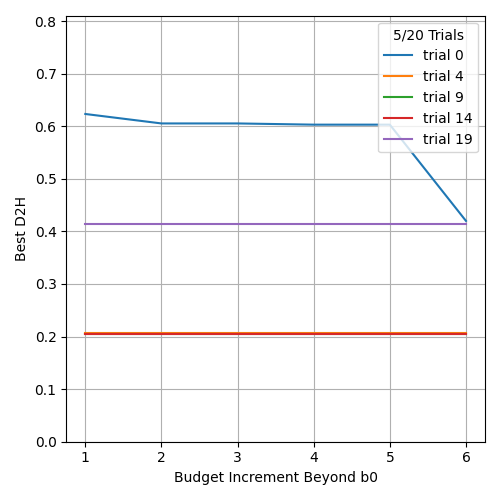 5/20 Trials
trial 0
trial 4
trial 9
trial 14
trial 19
0.8
0.7
0.6
0.5
0.4
0.3
0.2
0.1
0.0
Best D2H
1 2 3 4 5 6
Budget Increment Beyond b0